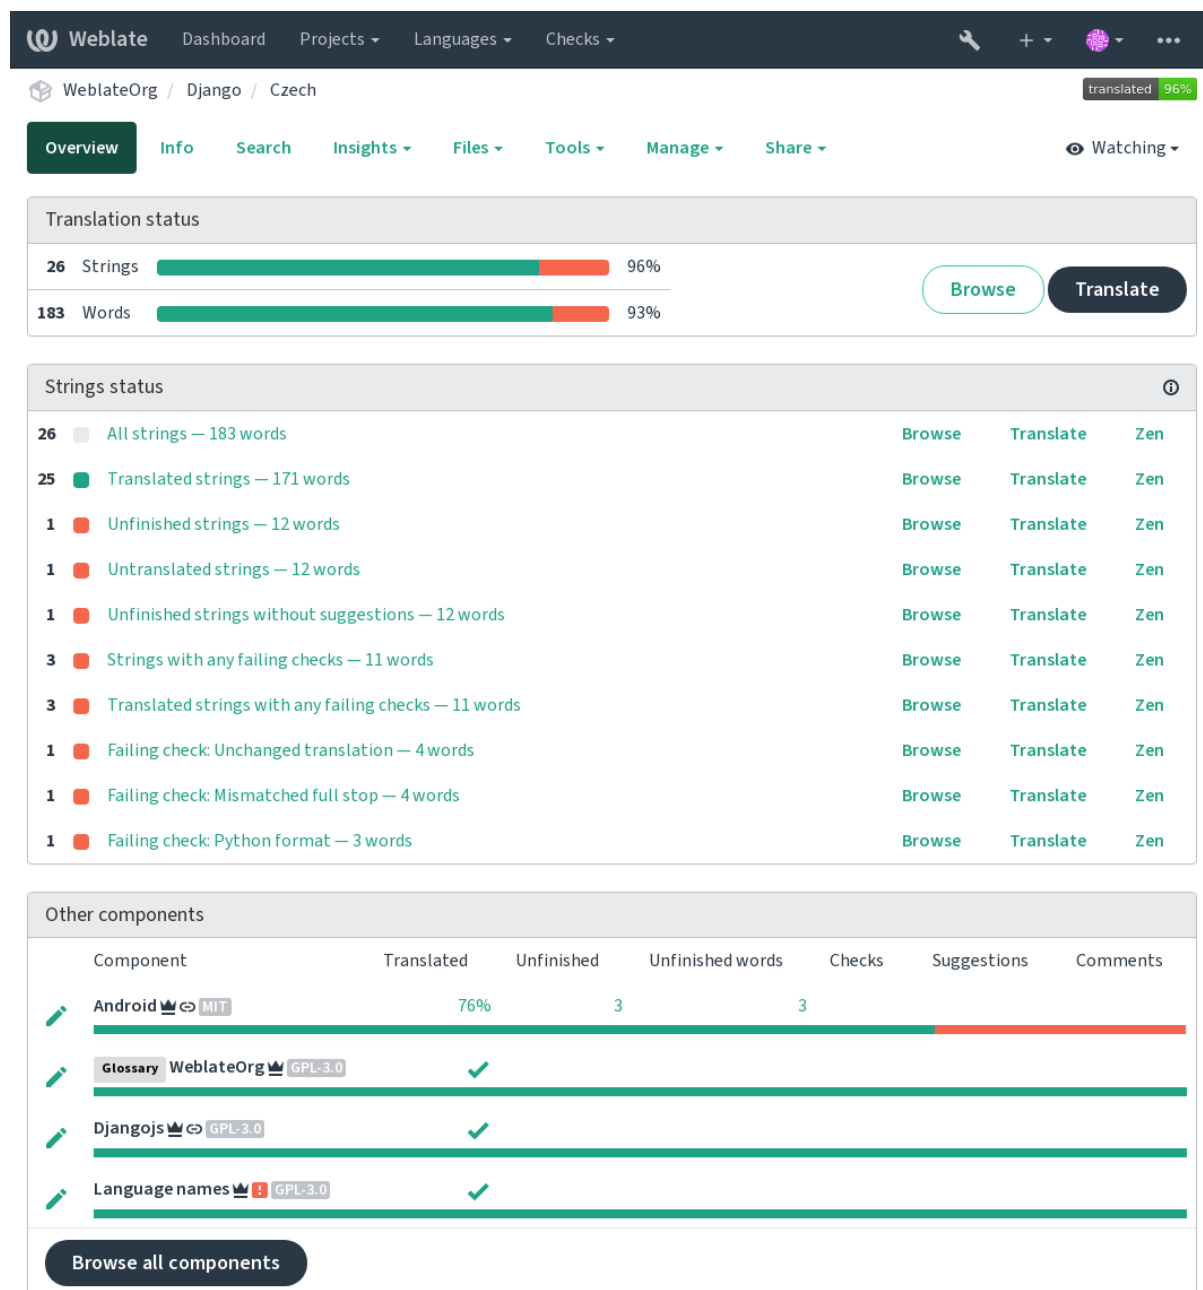 Weblate Dashboard Projects Languages Checks
WeblateOrg / Django / Czech translated 96%
Overview Info Search Insights Files Tools Manage Share Watching
Translation status
26 Strings 96%
183 Words 93%
Browse Translate
Strings status
26 All strings — 183 words Browse Translate Zen
25 Translated strings — 171 words Browse Translate Zen
1 Unfinished strings — 12 words Browse Translate Zen
1 Untranslated strings — 12 words Browse Translate Zen
1 Unfinished strings without suggestions — 12 words Browse Translate Zen
3 Strings with any failing checks — 11 words Browse Translate Zen
3 Translated strings with any failing checks — 11 words Browse Translate Zen
1 Failing check: Unchanged translation — 4 words Browse Translate Zen
1 Failing check: Mismatched full stop — 4 words Browse Translate Zen
1 Failing check: Python format — 3 words Browse Translate Zen
Other components
Component Translated Unfinished Unfinished words Checks Suggestions Comments
Android MIT 76% 3 3
Glossary WeblateOrg GPL-3.0
Djangojs GPL-3.0
Language names GPL-3.0
Browse all components